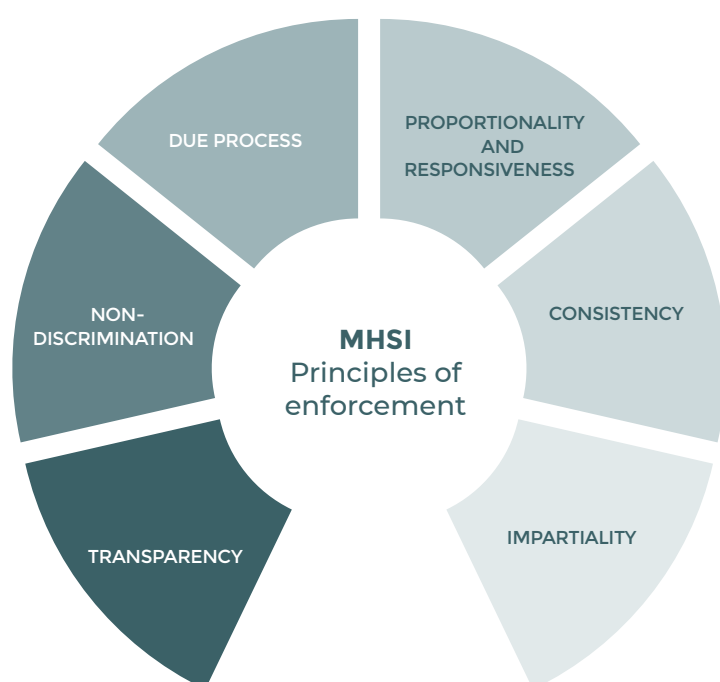 DUE PROCESS
PROPORTIONALITY
AND
RESPONSIVENESS
NON-
DISCRIMINATION
CONSISTENCY
MHSI
Principles of
enforcement
TRANSPARENCY
IMPARTIALITY